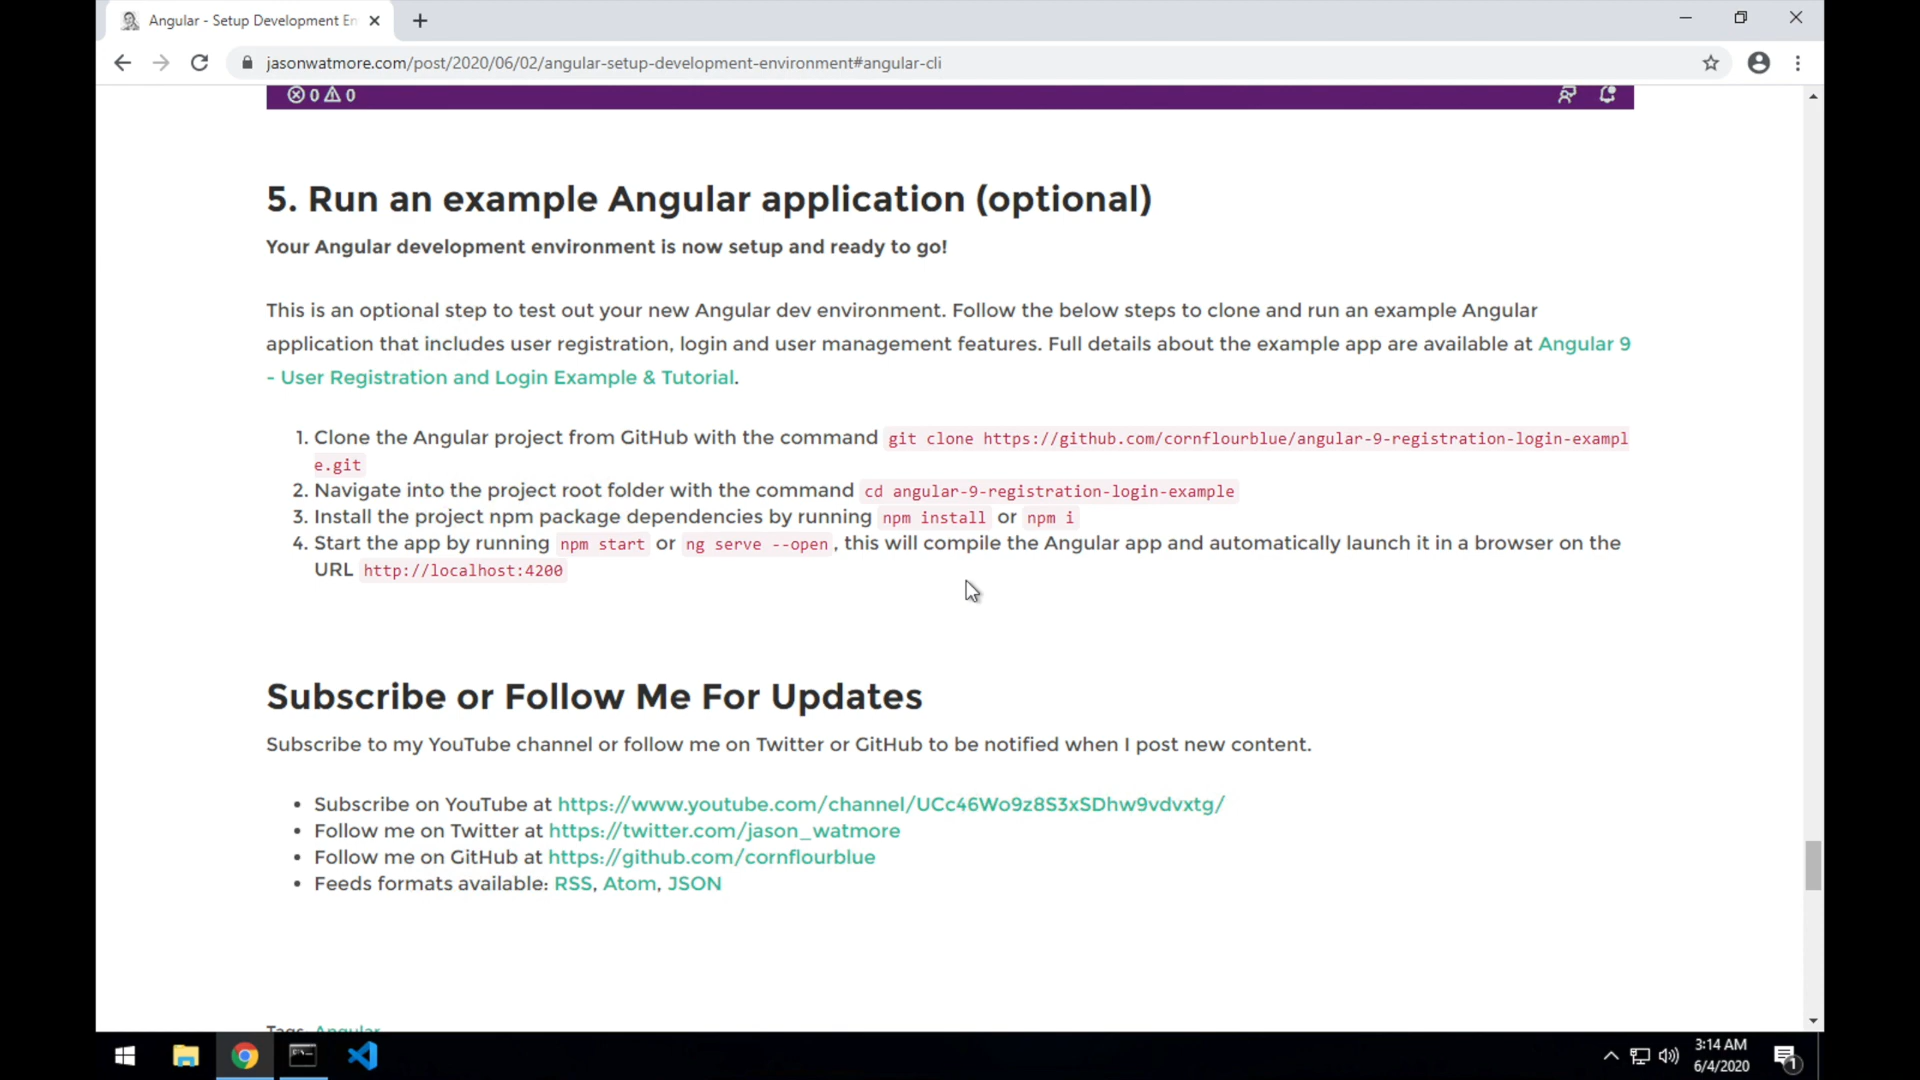 Angular - Setup Development En
jasonwatmore.com/post/2020/06/02/angular-setup-development-environment#angular-cli
0 0
5. Run an example Angular application (optional)
Your Angular development environment is now setup and ready to go!
This is an optional step to test out your new Angular dev environment. Follow the below steps to clone and run an example Angular
application that includes user registration, login and user management features. Full details about the example app are available at Angular 9
- User Registration and Login Example & Tutorial.
1. Clone the Angular project from GitHub with the command git clone https://github.com/cornflourblue/angular-9-registration-login-exampl
e.git
2. Navigate into the project root folder with the command cd angular-9-registration-login-example
3. Install the project npm package dependencies by running npm install or npm i
4. Start the app by running npm start or ng serve --open, this will compile the Angular app and automatically launch it in a browser on the
URL http://localhost:4200
Subscribe or Follow Me For Updates
Subscribe to my YouTube channel or follow me on Twitter or GitHub to be notified when I post new content.
• Subscribe on YouTube at https://www.youtube.com/channel/UCc46Wo9z8S3xSDhw9vdvxtg/
• Follow me on Twitter at https://twitter.com/jason_watmore
• Follow me on GitHub at https://github.com/cornflourblue
• Feeds formats available: RSS, Atom, JSON
Tags: Angular
3:14 AM
6/4/2020
1